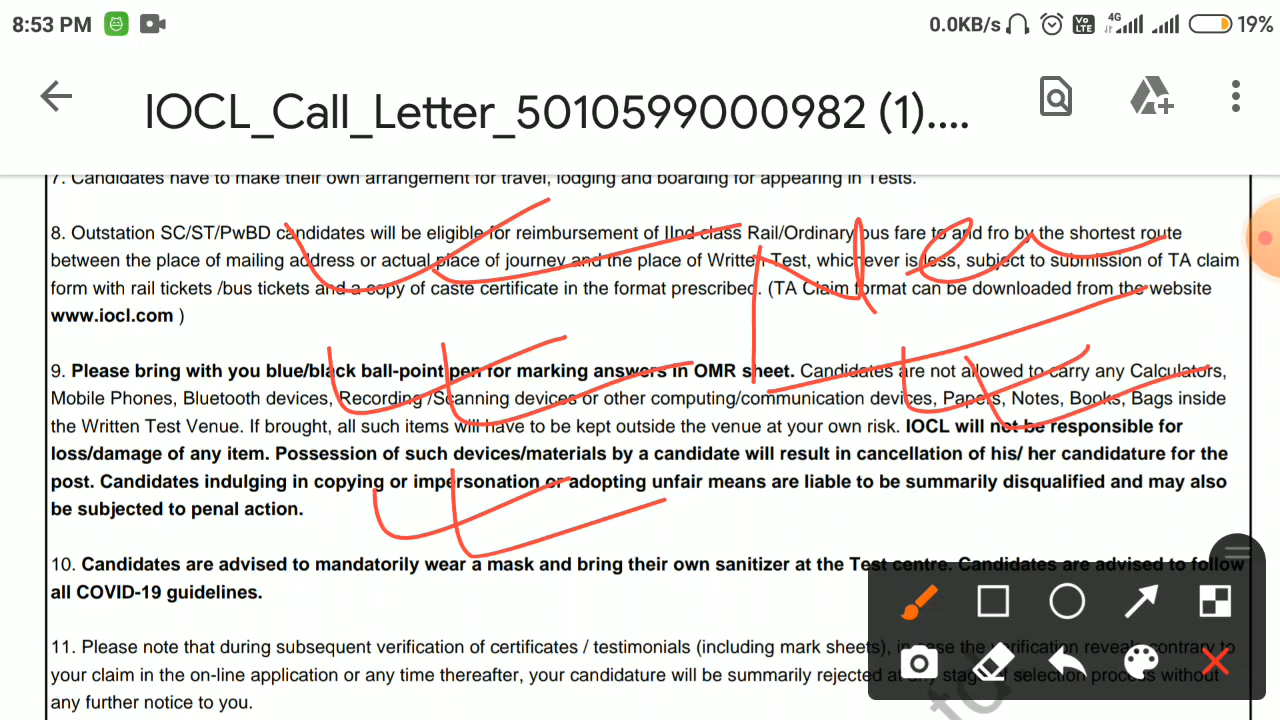 8:53 PM 0.0KB/s Vo LTE 4G 19%
IOCL_Call_Letter_5010599000982 (1)....
7. Candidates have to make their own arrangement for travel, lodging and boarding for appearing in Tests.
8. Outstation SC/ST/PwBD candidates will be eligible for reimbursement of IInd class Rail/Ordinary bus fare to and fro by the shortest route
between the place of mailing address or actual place of journey and the place of Written Test, whichever is less, subject to submission of TA claim
form with rail tickets /bus tickets and a copy of caste certificate in the format prescribed. (TA Claim format can be downloaded from the website
www.iocl.com )
9. Please bring with you blue/black ball-point pen for marking answers in OMR sheet. Candidates are not allowed to carry any Calculators,
Mobile Phones, Bluetooth devices, Recording /Scanning devices or other computing/communication devices, Papers, Notes, Books, Bags inside
the Written Test Venue. If brought, all such items will have to be kept outside the venue at your own risk. IOCL will not be responsible for
loss/damage of any item. Possession of such devices/materials by a candidate will result in cancellation of his/ her candidature for the
post. Candidates indulging in copying or impersonation or adopting unfair means are liable to be summarily disqualified and may also
be subjected to penal action.
10. Candidates are advised to mandatorily wear a mask and bring their own sanitizer at the Test centre. Candidates are advised to follow
all COVID-19 guidelines.
11. Please note that during subsequent verification of certificates / testimonials (including mark sheets), in case the verification reveals contrary to
your claim in the on-line application or any time thereafter, your candidature will be summarily rejected at any stage of selection process without
any further notice to you.